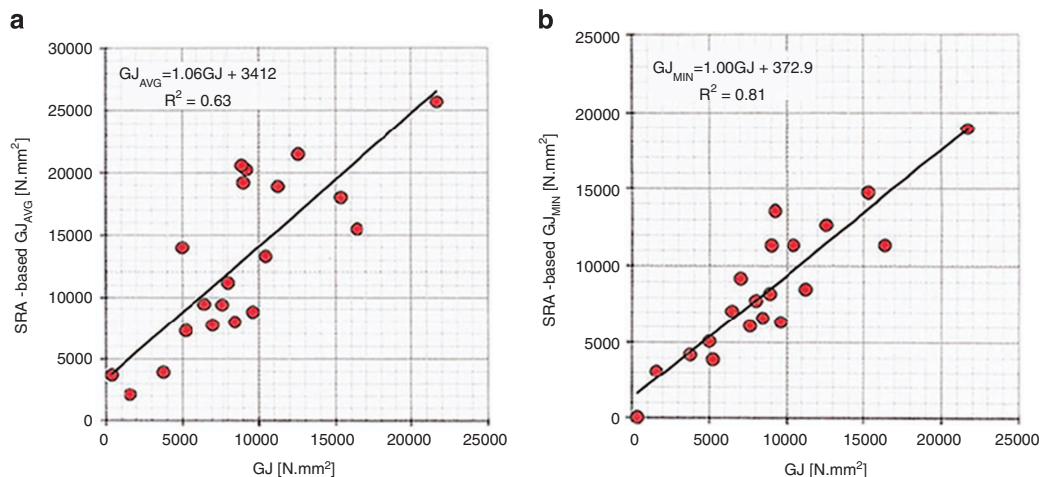 a
30000
25000
20000
15000
10000
5000
0
SRA -based GJAVG [N.mm²]
GJAVG=1.06GJ + 3412
R² = 0.63
0 5000 10000 15000 20000 25000
GJ [N.mm²]
b
25000
20000
15000
10000
5000
0
SRA -based GJMIN [N.mm²]
GJMIN=1.00GJ + 372.9
R² = 0.81
0 5000 10000 15000 20000 25000
GJ [N.mm²]